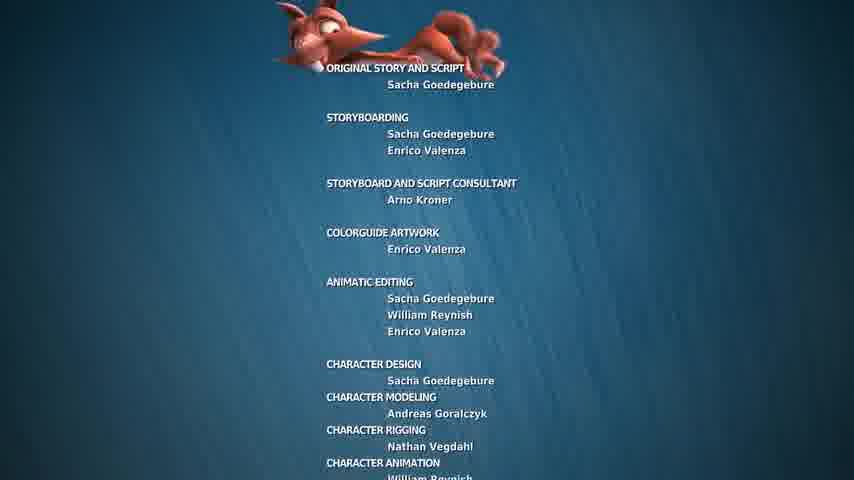 ORIGINAL STORY AND SCRIPT
Sacha Goedegebure
STORYBOARDING
Sacha Goedegebure
Enrico Valenza
STORYBOARD AND SCRIPT CONSULTANT
Arno Kroner
COLORGUIDE ARTWORK
Enrico Valenza
ANIMATIC EDITING
Sacha Goedegebure
William Reynish
Enrico Valenza
CHARACTER DESIGN
Sacha Goedegebure
CHARACTER MODELING
Andreas Goralczyk
CHARACTER RIGGING
Nathan Vegdahl
CHARACTER ANIMATION
William Reynish